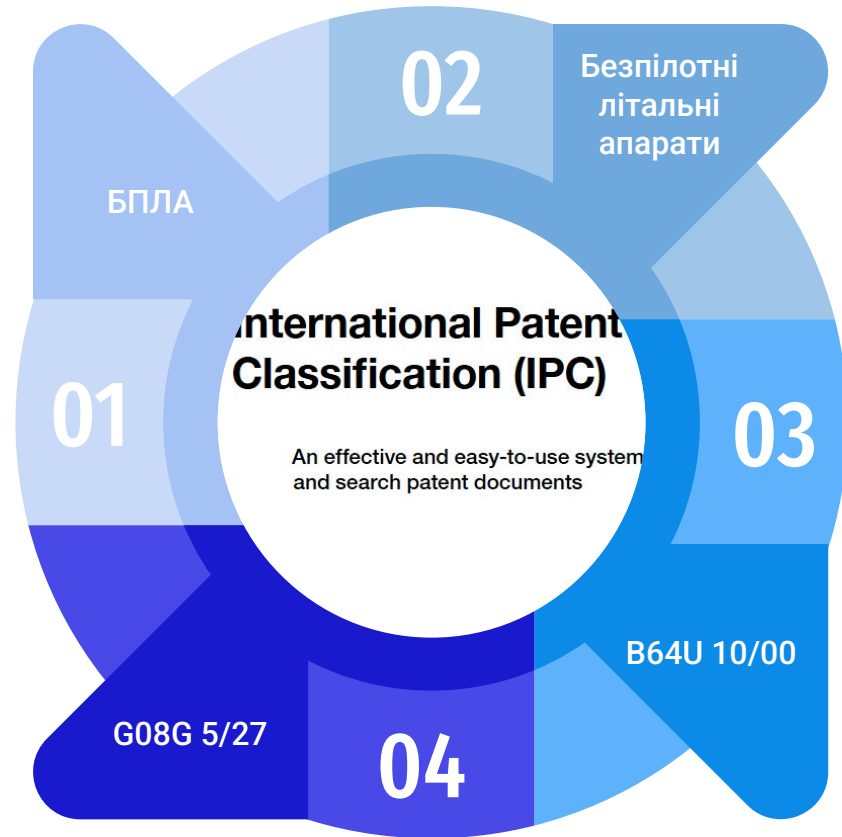 02
Безпілотні
літальні
апарати
БПЛА
International Patent
Classification (IPC)
01
03
An effective and easy-to-use system
and search patent documents
B64U 10/00
G08G 5/27
04